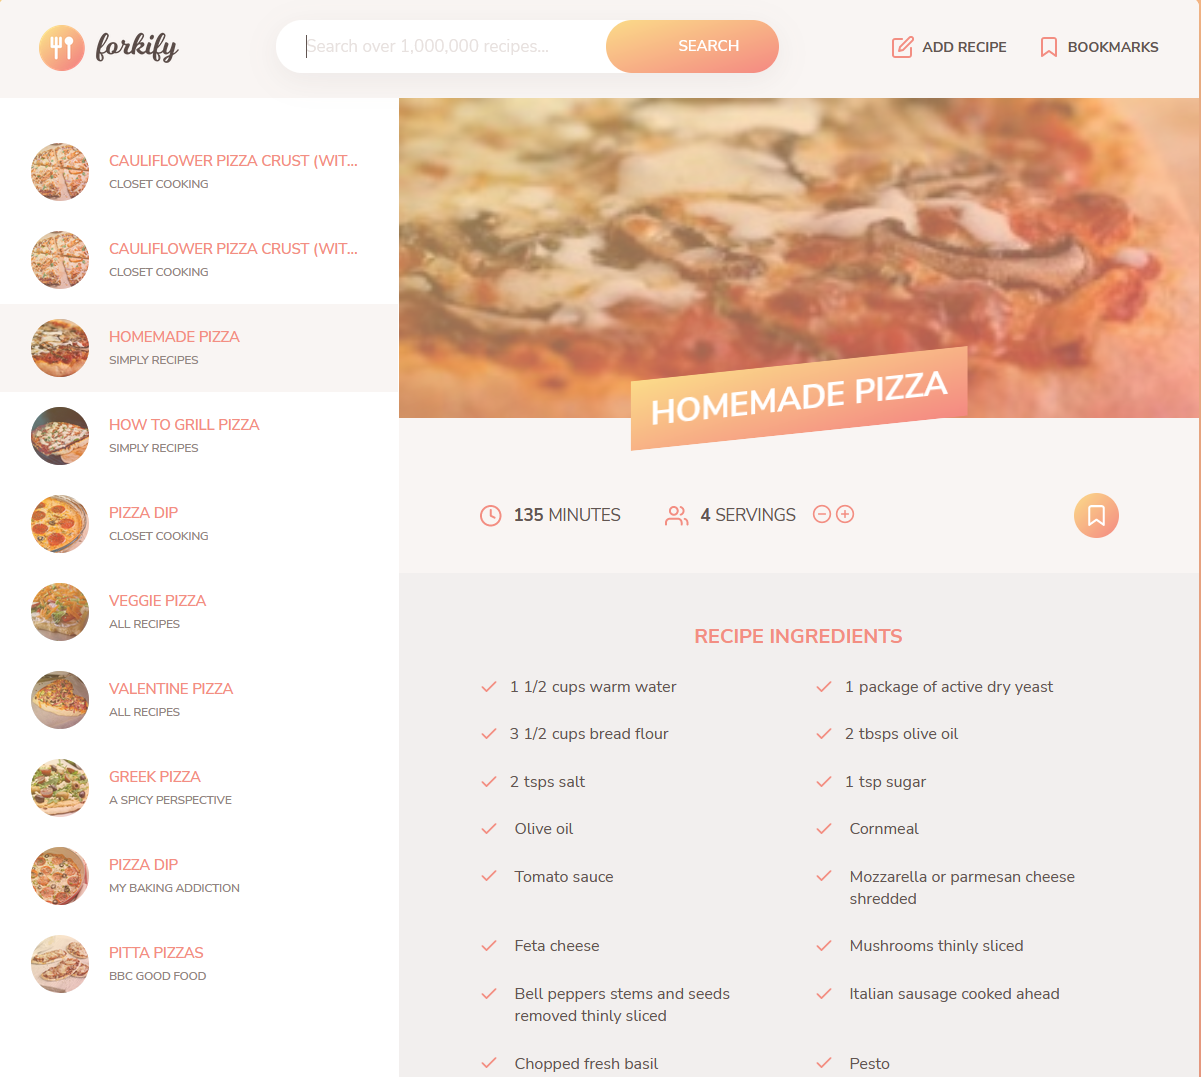 forkify
Search over 1,000,000 recipes...
SEARCH
ADD RECIPE
BOOKMARKS
CAULIFLOWER PIZZA CRUST (WIT...
CLOSET COOKING
CAULIFLOWER PIZZA CRUST (WIT...
CLOSET COOKING
HOMEMADE PIZZA
SIMPLY RECIPES
HOW TO GRILL PIZZA
SIMPLY RECIPES
PIZZA DIP
CLOSET COOKING
VEGGIE PIZZA
ALL RECIPES
VALENTINE PIZZA
ALL RECIPES
GREEK PIZZA
A SPICY PERSPECTIVE
PIZZA DIP
MY BAKING ADDICTION
PITTA PIZZAS
BBC GOOD FOOD
HOMEMADE PIZZA
135 MINUTES
4 SERVINGS
RECIPE INGREDIENTS
1 1/2 cups warm water
1 package of active dry yeast
3 1/2 cups bread flour
2 tbsps olive oil
2 tsps salt
1 tsp sugar
Olive oil
Cornmeal
Tomato sauce
Mozzarella or parmesan cheese
shredded
Feta cheese
Mushrooms thinly sliced
Bell peppers stems and seeds
removed thinly sliced
Italian sausage cooked ahead
Chopped fresh basil
Pesto